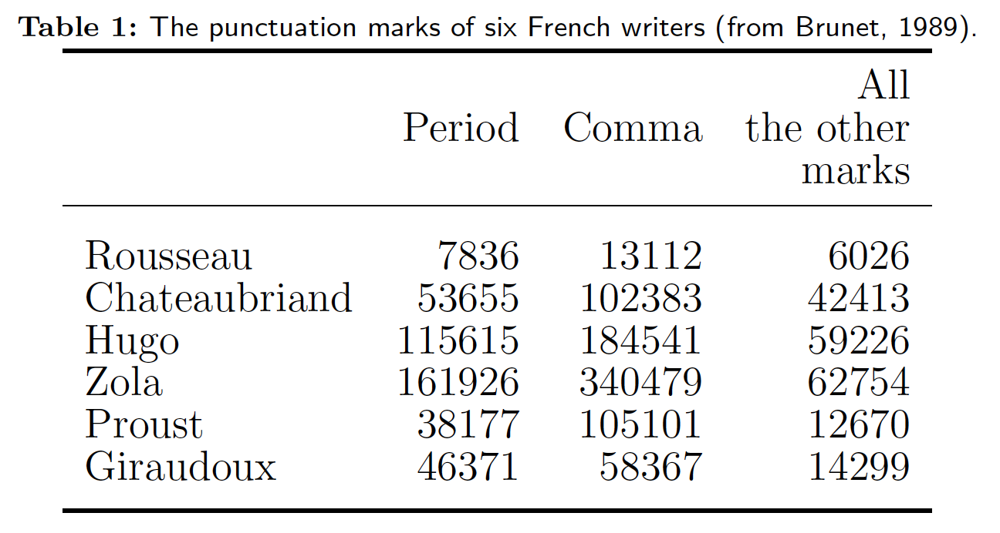 Table 1: The punctuation marks of six French writers (from Brunet, 1989).
All
Period Comma the other
marks
Rousseau 7836 13112 6026
Chateaubriand 53655 102383 42413
Hugo 115615 184541 59226
Zola 161926 340479 62754
Proust 38177 105101 12670
Giraudoux 46371 58367 14299